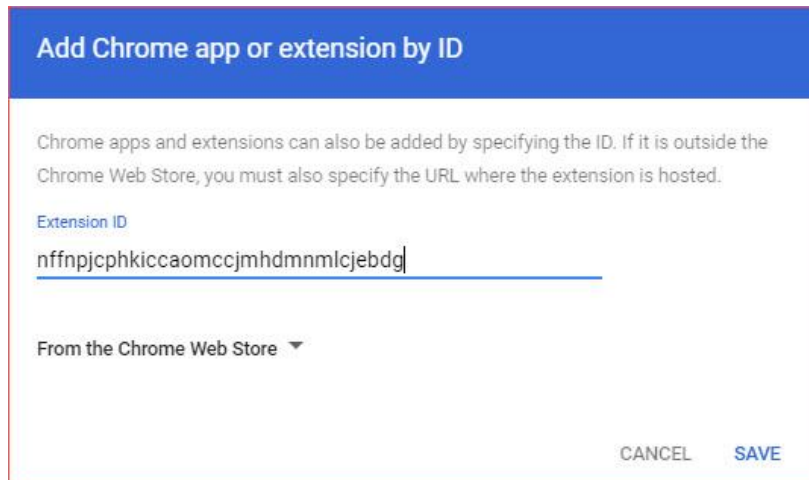 Add Chrome app or extension by ID
Chrome apps and extensions can also be added by specifying the ID. If it is outside the
Chrome Web Store, you must also specify the URL where the extension is hosted.
Extension ID
nffnpjcphkiccaomccjmhdmnmlcjebdg
From the Chrome Web Store
CANCEL SAVE